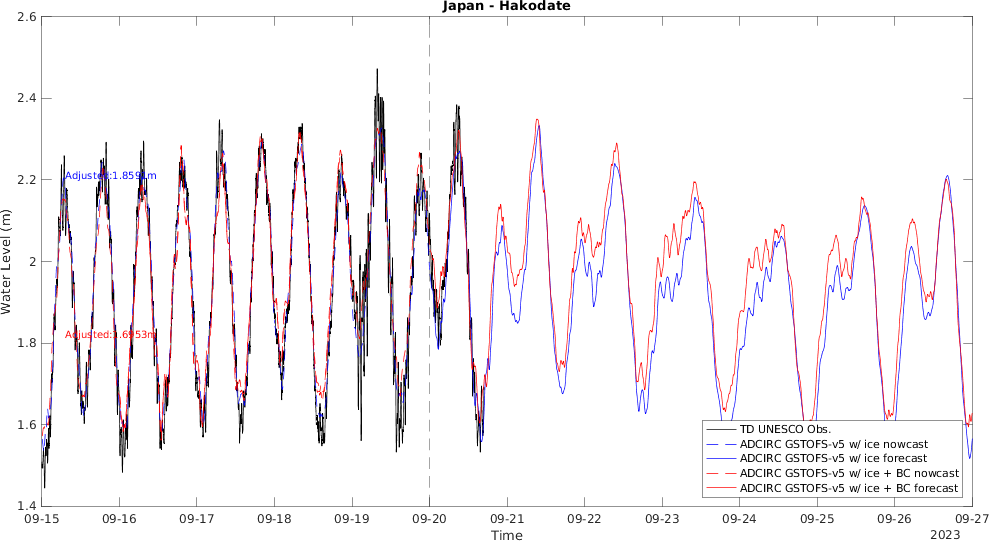 Japan - Hakodate
2.6
2.4
2.2
2
1.8
1.6
1.4
Water Level (m)
Adjusted:1.8591m
Adjusted:1.6953m
TD UNESCO Obs.
ADCIRC GSTOFS-v5 w/ ice nowcast
ADCIRC GSTOFS-v5 w/ ice forecast
ADCIRC GSTOFS-v5 w/ ice + BC nowcast
ADCIRC GSTOFS-v5 w/ ice + BC forecast
09-15 09-16 09-17 09-18 09-19 09-20 09-21 09-22 09-23 09-24 09-25 09-26 09-27
Time
2023